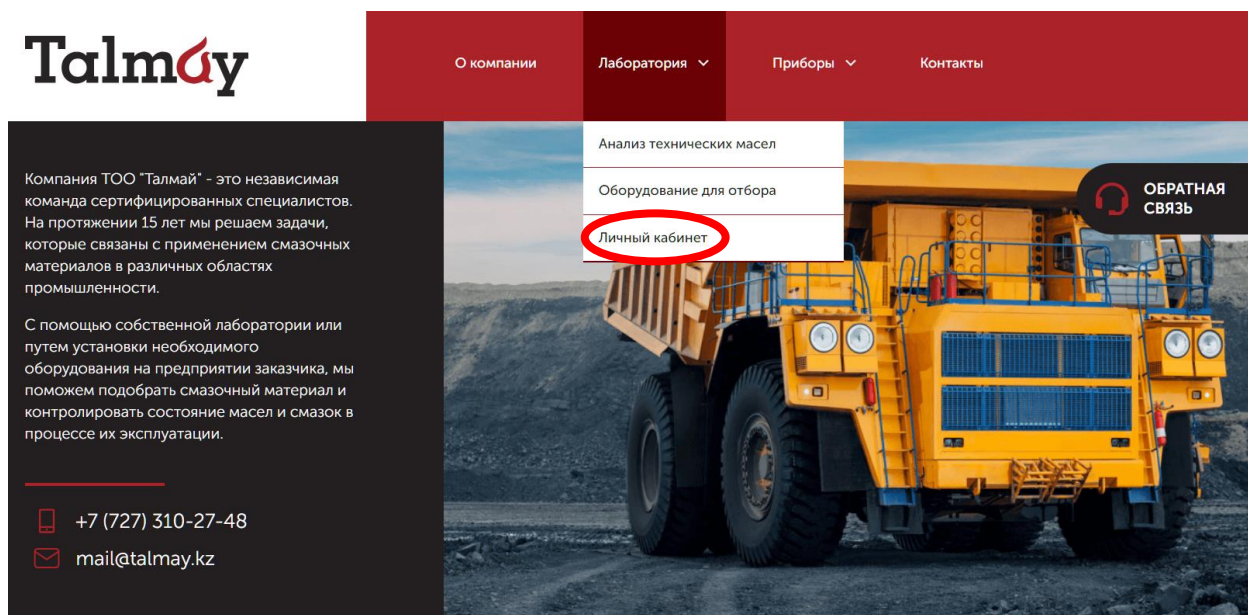 Talmay
О компании
Лаборатория
Приборы
Контакты
Анализ технических масел
Оборудование для отбора
Личный кабинет
ОБРАТНАЯ
СВЯЗЬ
Компания ТОО "Талмай" - это независимая
команда сертифицированных специалистов.
На протяжении 15 лет мы решаем задачи,
которые связаны с применением смазочных
материалов в различных областях
промышленности.
С помощью собственной лаборатории или
путем установки необходимого
оборудования на предприятии заказчика, мы
поможем подобрать смазочный материал и
контролировать состояние масел и смазок в
процессе их эксплуатации.
+7 (727) 310-27-48
mail@talmay.kz